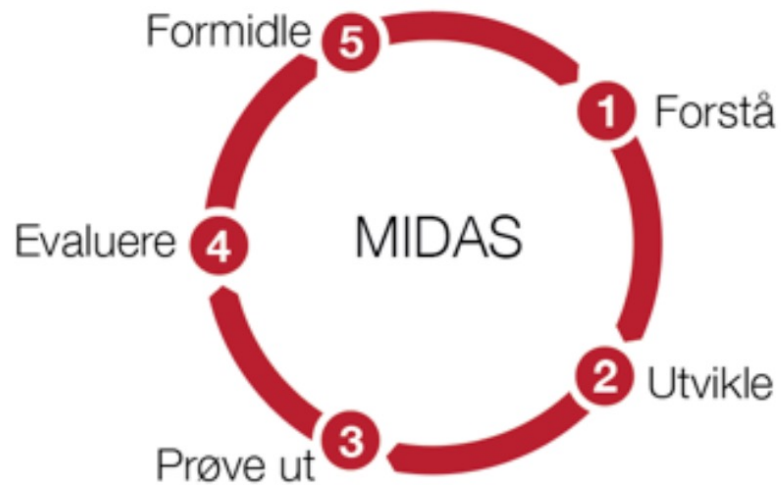 Formidle
5
1
Forstå
Evaluere
4
MIDAS
2
Utvikle
3
Prøve ut